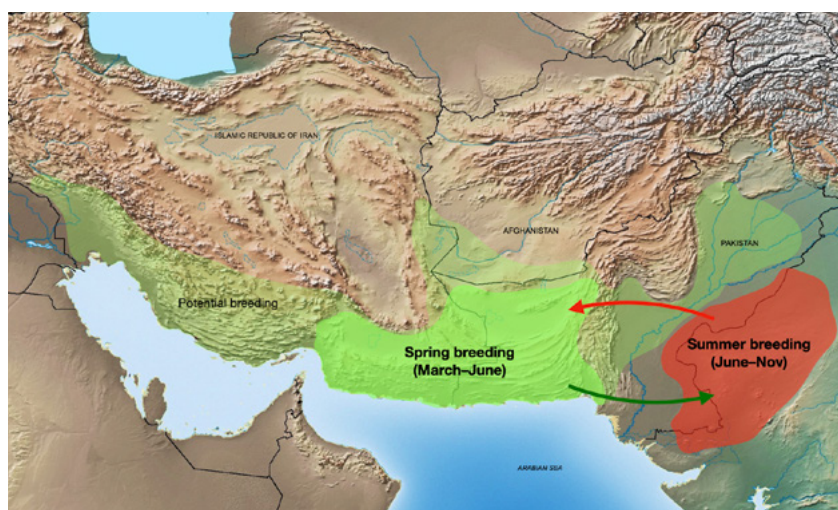 ISLAMIC REPUBLIC OF IRAN
AFGHANISTAN
PAKISTAN
Potential breeding
Spring breeding
(March–June)
Summer breeding
(June–Nov)
ARABIAN SEA